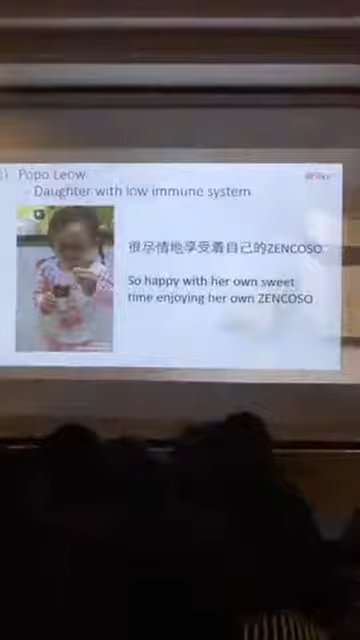 Popo Leow
- Daughter with low immune system
很尽情地享受着自己的ZENCOSO
So happy with her own sweet
time enjoying her own ZENCOSO